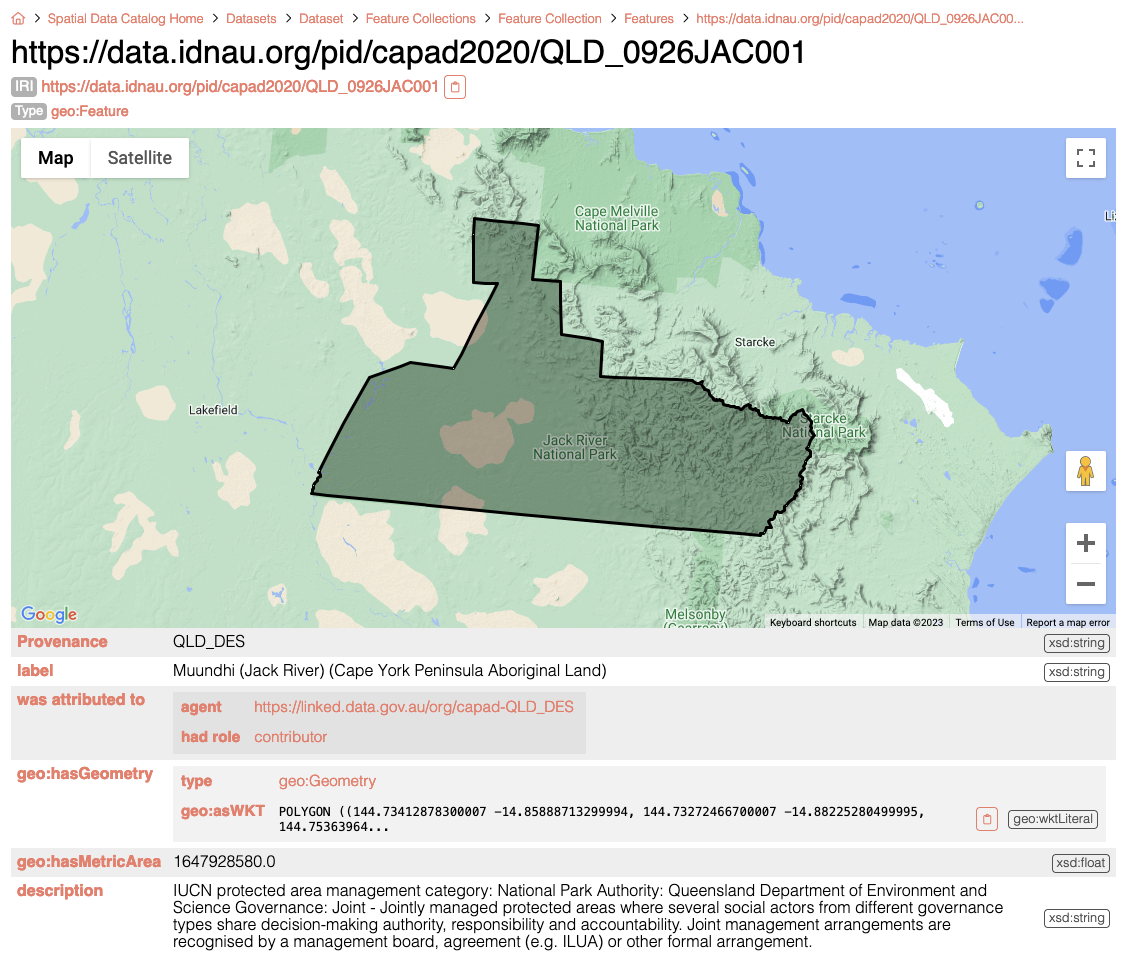 Spatial Data Catalog Home > Datasets > Dataset > Feature Collections > Feature Collection > Features > https://data.idnau.org/pid/capad2020/QLD_0926JAC00...
https://data.idnau.org/pid/capad2020/QLD_0926JAC001
IRI https://data.idnau.org/pid/capad2020/QLD_0926JAC001
Type geo:Feature
Map Satellite
Cape Melville
National Park
Starcke
Lakefield
Starcke
National Park
Jack River
National Park
Melsonby
Google
Keyboard shortcuts Map data ©2023 Terms of Use Report a map error
Provenance QLD_DES xsd:string
label Muundhi (Jack River) (Cape York Peninsula Aboriginal Land) xsd:string
was attributed to
agent https://linked.data.gov.au/org/capad-QLD_DES
had role contributor
geo:hasGeometry
type geo:Geometry
geo:asWKT POLYGON ((144.73412878300007 -14.85888713299994, 144.73272466700007 -14.88225280499995,
144.75363964... geo:wktLiteral
geo:hasMetricArea 1647928580.0 xsd:float
description IUCN protected area management category: National Park Authority: Queensland Department of Environment and
Science Governance: Joint - Jointly managed protected areas where several social actors from different governance
types share decision-making authority, responsibility and accountability. Joint management arrangements are
recognised by a management board, agreement (e.g. ILUA) or other formal arrangement. xsd:string